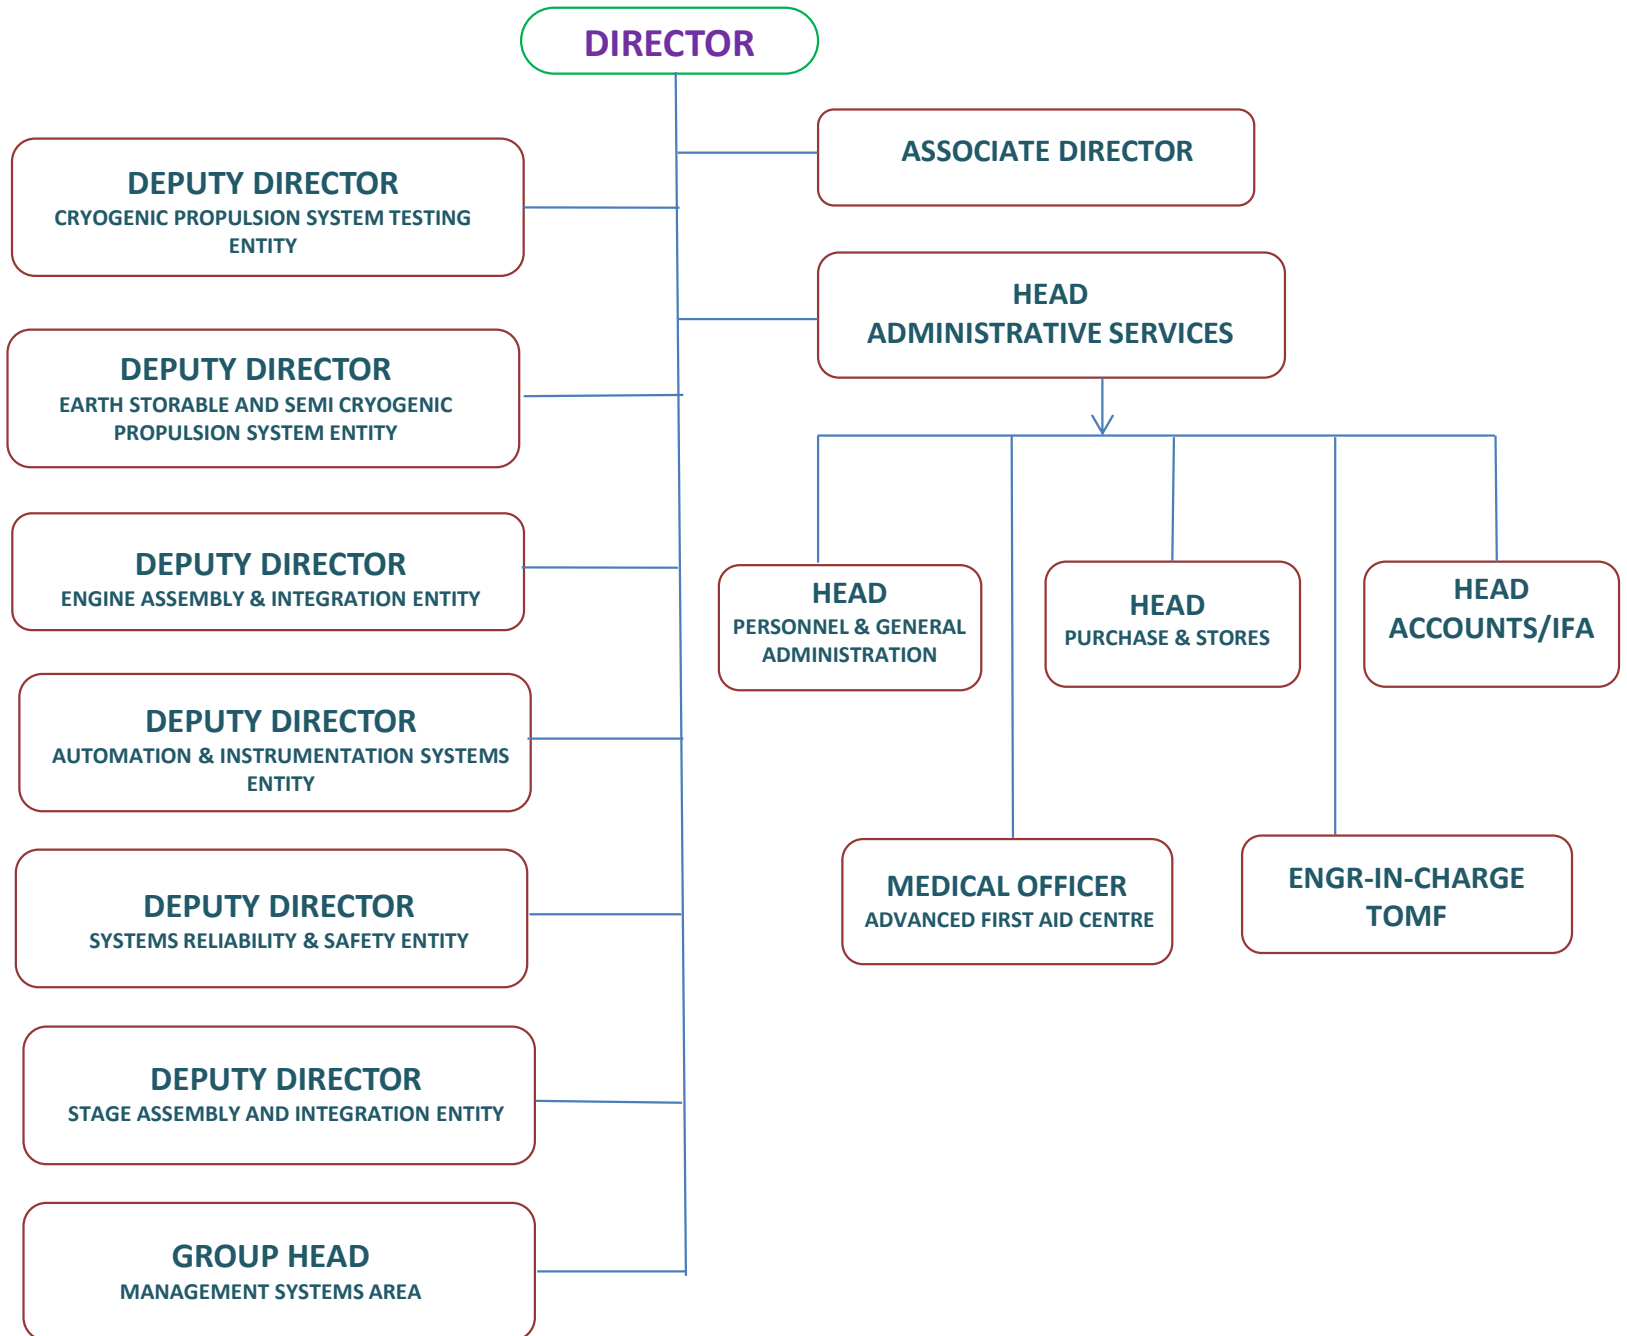 DIRECTOR
ASSOCIATE DIRECTOR
DEPUTY DIRECTOR
CRYOGENIC PROPULSION SYSTEM TESTING
ENTITY
HEAD
ADMINISTRATIVE SERVICES
DEPUTY DIRECTOR
EARTH STORABLE AND SEMI CRYOGENIC
PROPULSION SYSTEM ENTITY
DEPUTY DIRECTOR
ENGINE ASSEMBLY & INTEGRATION ENTITY
HEAD
PERSONNEL & GENERAL
ADMINISTRATION
HEAD
PURCHASE & STORES
HEAD
ACCOUNTS/IFA
DEPUTY DIRECTOR
AUTOMATION & INSTRUMENTATION SYSTEMS
ENTITY
DEPUTY DIRECTOR
SYSTEMS RELIABILITY & SAFETY ENTITY
MEDICAL OFFICER
ADVANCED FIRST AID CENTRE
ENGR-IN-CHARGE
TOMF
DEPUTY DIRECTOR
STAGE ASSEMBLY AND INTEGRATION ENTITY
GROUP HEAD
MANAGEMENT SYSTEMS AREA